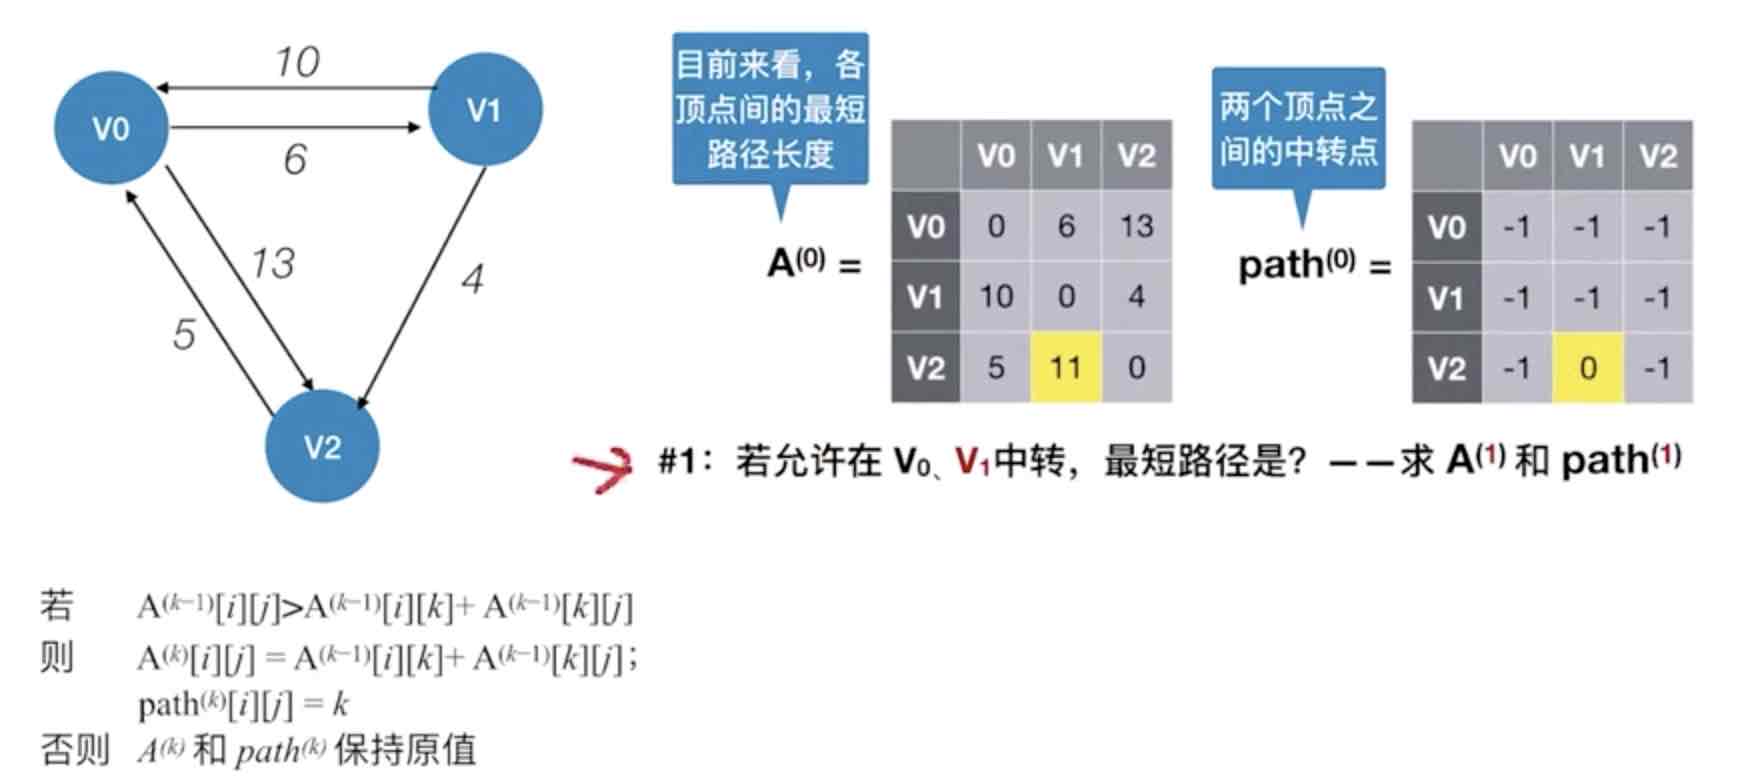 10
V0
V1
6
13
4
5
V2
目前来看，各
顶点间的最短
路径长度
A(0) =
V0 V1 V2
V0 0 6 13
V1 10 0 4
V2 5 11 0
两个顶点之
间的中转点
path(0) =
V0 V1 V2
V0 -1 -1 -1
V1 -1 -1 -1
V2 -1 0 -1
#1：若允许在 V0、V1中转，最短路径是？——求 A(1) 和 path(1)
若 A(k−1)[i][j]>A(k−1)[i][k]+ A(k−1)[k][j]
则 A(k)[i][j] = A(k−1)[i][k]+ A(k−1)[k][j]；
path(k)[i][j] = k
否则 A(k) 和 path(k) 保持原值